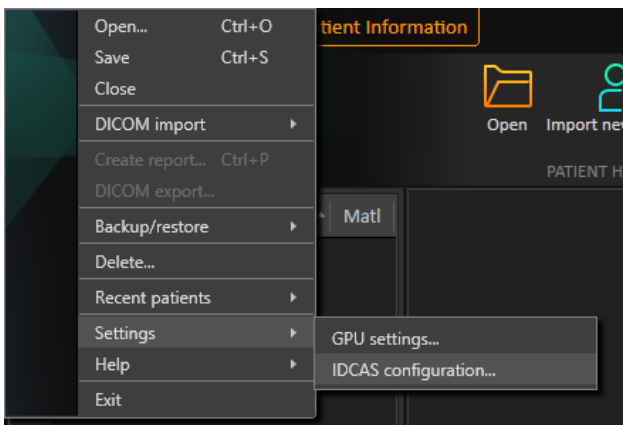 Open... Ctrl+O
Save Ctrl+S
Close
DICOM import
Create report... Ctrl+P
DICOM export...
Backup/restore
Delete...
Recent patients
Settings
Help
Exit
GPU settings...
IDCAS configuration...
tient Information
Open Import ne
PATIENT H
Matl